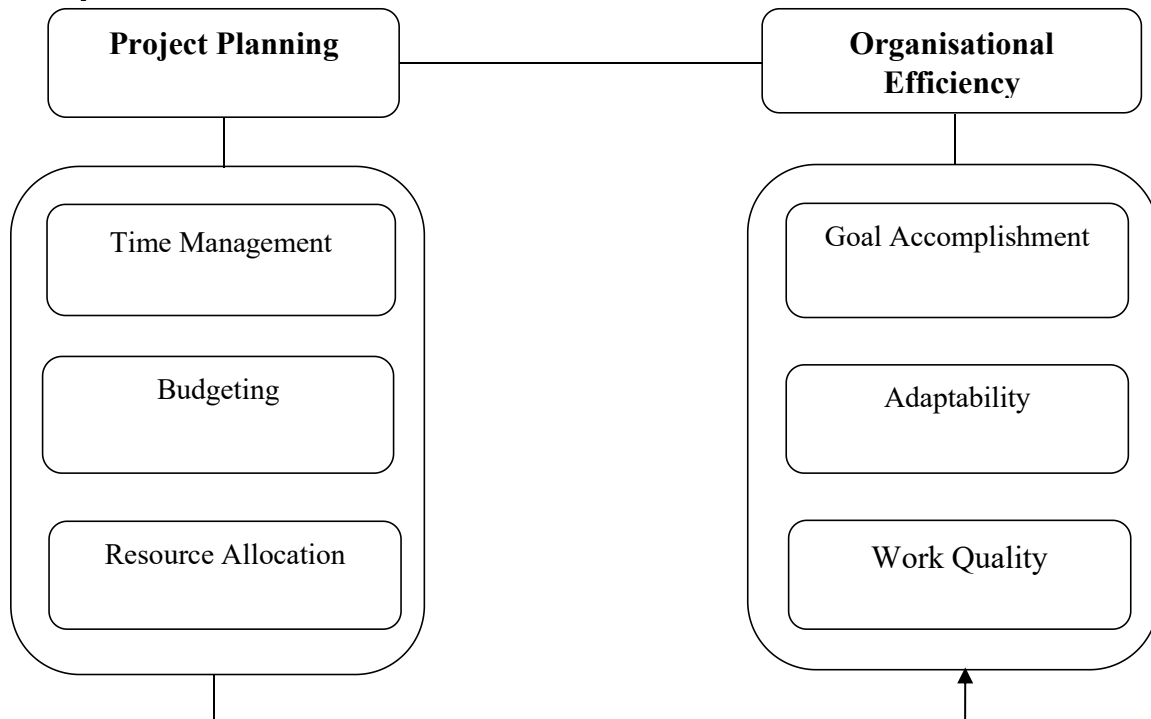 Project Planning
Organisational
Efficiency
Time Management
Budgeting
Resource Allocation
Goal Accomplishment
Adaptability
Work Quality